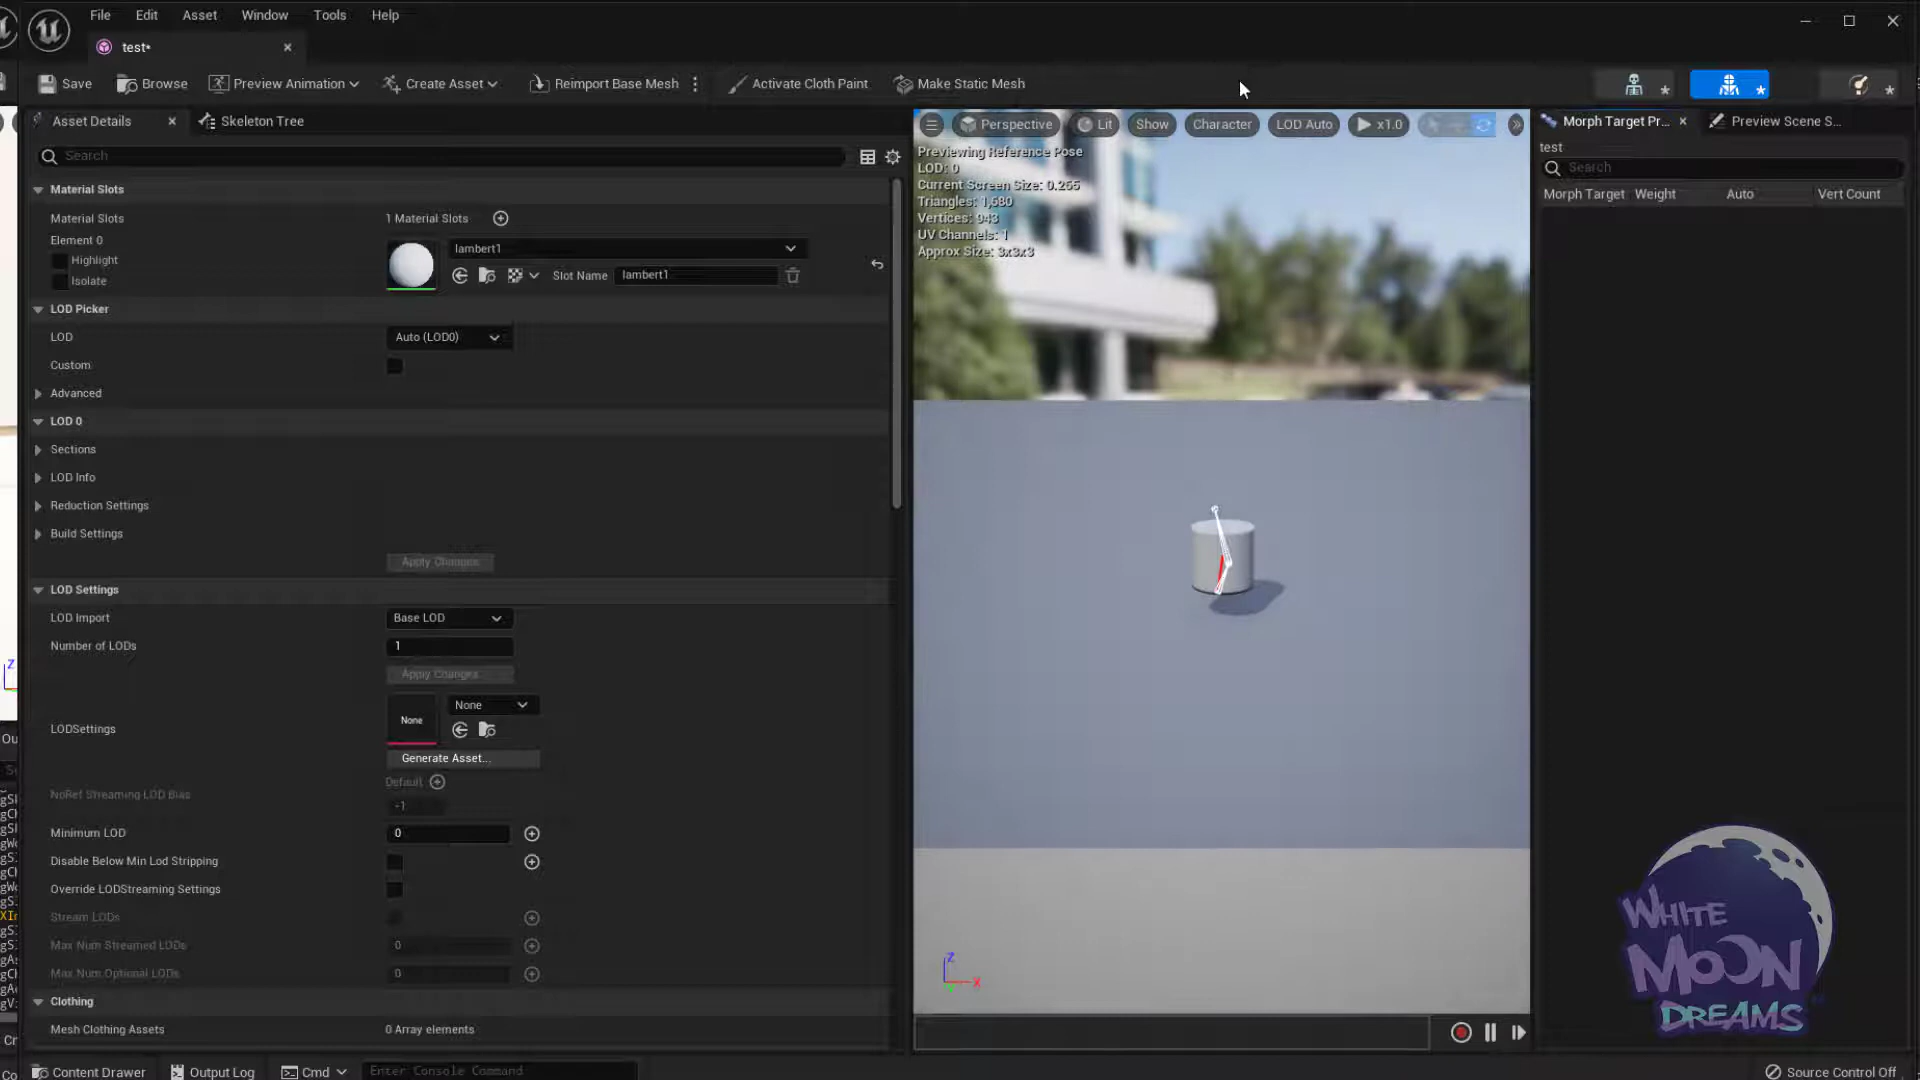 File Edit Asset Window Tools Help
test*
Save Browse Preview Animation Create Asset Reimport Base Mesh Activate Cloth Paint Make Static Mesh
Asset Details Skeleton Tree
Search
Material Slots
Material Slots 1 Material Slots
Element 0
Highlight
Isolate
lambert1
Slot Name lambert1
LOD Picker
LOD Auto (LOD0)
Custom
Advanced
LOD 0
Sections
LOD Info
Reduction Settings
Build Settings
Apply Changes
LOD Settings
LOD Import Base LOD
Number of LODs 1
Apply Changes
LODSettings None None
Generate Asset...
NoRef Streaming LOD Bias Default
-1
Minimum LOD 0
Disable Below Min Lod Stripping
Override LODStreaming Settings
Stream LODs
Max Num Streamed LODs 0
Max Num Optional LODs 0
Clothing
Mesh Clothing Assets 0 Array elements
Perspective Lit Show Character LOD Auto x1.0
Previewing Reference Pose
LOD: 0
Current Screen Size: 0.265
Triangles: 1,680
Vertices: 943
UV Channels: 1
Approx Size: 3x3x3
Z
X
Morph Target Pr... Preview Scene S...
test
Search
Morph Target Weight Auto Vert Count
WHITE
MOON
DREAMS
Content Drawer Output Log Cmd Enter Console Command Source Control Off